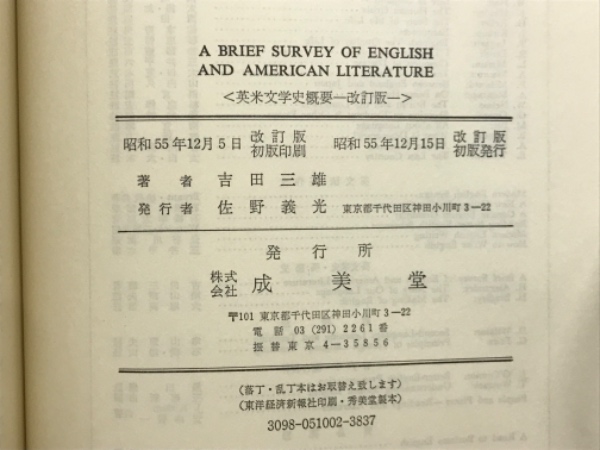 A BRIEF SURVEY OF ENGLISH
AND AMERICAN LITERATURE
<英米文学史概要―改訂版―>
昭和55年12月5日 改訂版初版印刷 昭和55年12月15日 改訂版初版発行
著者 吉田三雄
発行者 佐野義光 東京都千代田区神田小川町3―22
発行所
株式会社 成美堂
〒101 東京都千代田区神田小川町3―22
電話 03(291)2261番
振替東京4―35856
(落丁・乱丁本はお取替え致します)
(東洋経済新報社印刷・秀美堂製本)
3098-051002-3837